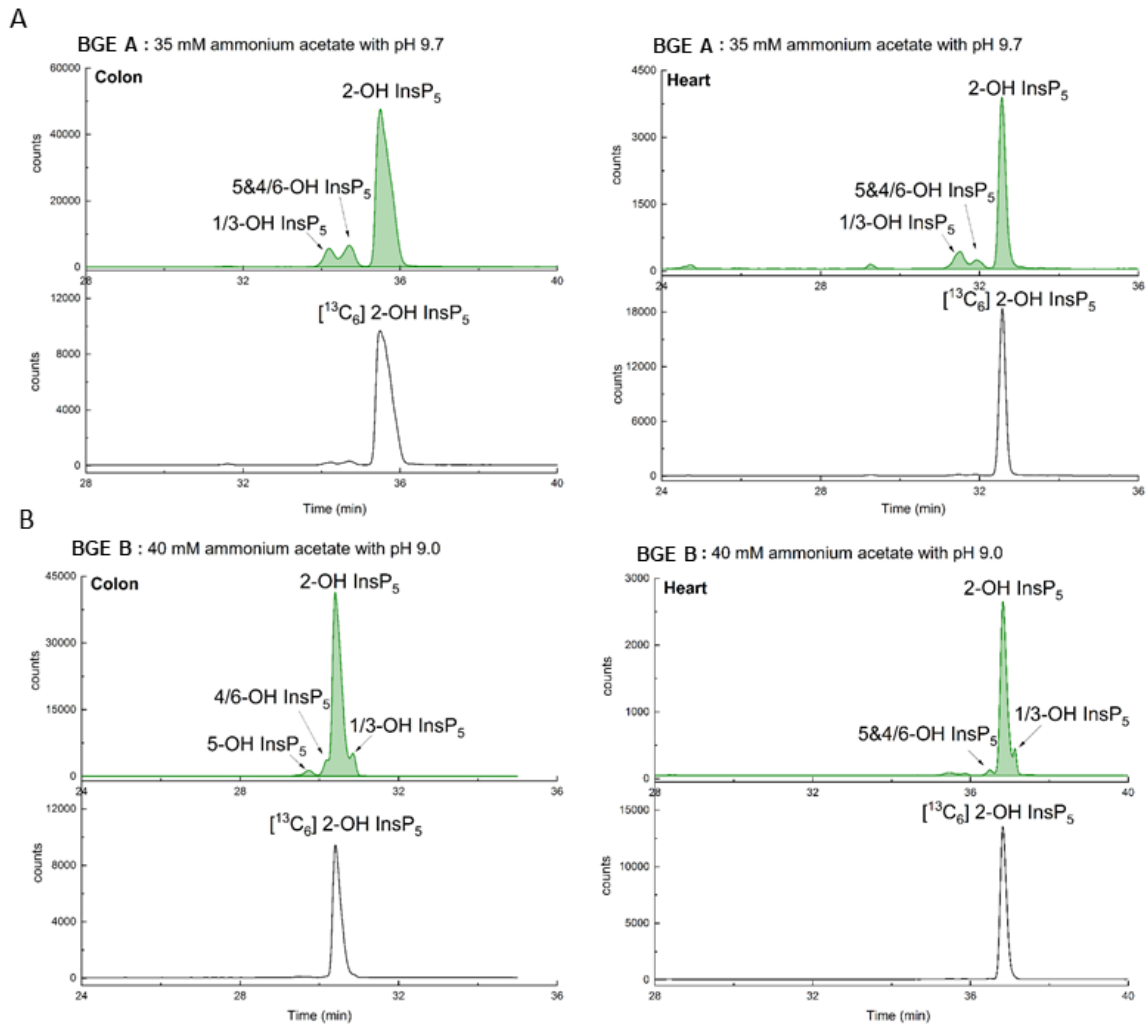 A
BGE A : 35 mM ammonium acetate with pH 9.7
Colon
2-OH InsP₅
5&4/6-OH InsP₅
1/3-OH InsP₅
60000
40000
20000
0
counts
28
32
36
40
[¹³C₆] 2-OH InsP₅
12000
8000
4000
0
counts
28
32
36
40
Time (min)
BGE A : 35 mM ammonium acetate with pH 9.7
Heart
2-OH InsP₅
5&4/6-OH InsP₅
1/3-OH InsP₅
4500
3000
1500
0
counts
24
28
32
36
[¹³C₆] 2-OH InsP₅
18000
12000
6000
0
counts
24
28
32
36
Time (min)
B
BGE B : 40 mM ammonium acetate with pH 9.0
Colon
2-OH InsP₅
4/6-OH InsP₅
1/3-OH InsP₅
5-OH InsP₅
45000
30000
15000
0
counts
24
28
32
36
[¹³C₆] 2-OH InsP₅
12000
8000
4000
0
counts
24
28
32
36
Time (min)
BGE B : 40 mM ammonium acetate with pH 9.0
Heart
2-OH InsP₅
1/3-OH InsP₅
5&4/6-OH InsP₅
3000
2000
1000
0
counts
28
32
36
40
[¹³C₆] 2-OH InsP₅
15000
10000
5000
0
counts
28
32
36
40
Time (min)